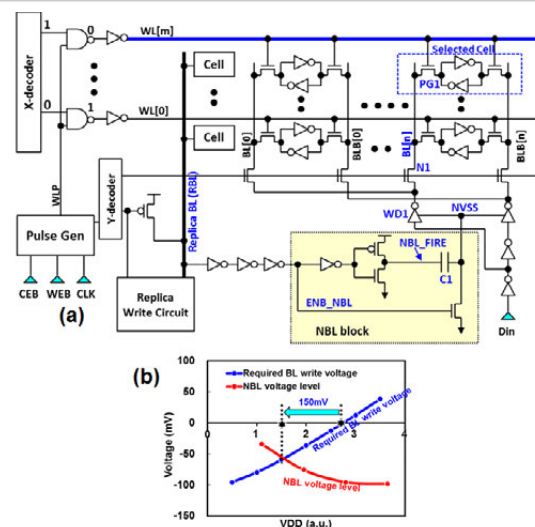 1
0
WL[m]
X-decoder
Cell
Selected Cell
PG1
0
1
WL[0]
Cell
BL[0]
BLB[0]
BL[n]
BLB[n]
WLP
Y-decoder
Replica BL (RBL)
N1
WD1
NVSS
Pulse Gen
NBL_FIRE
C1
CEB WEB CLK
(a)
Replica
Write Circuit
ENB_NBL
NBL block
Din
(b)
100
50
0
-50
-100
-150
Voltage (mV)
Required BL write voltage
NBL voltage level
150mV
Required BL write voltage
NBL voltage level
0 1 2 3 4
VDD (a.u.)